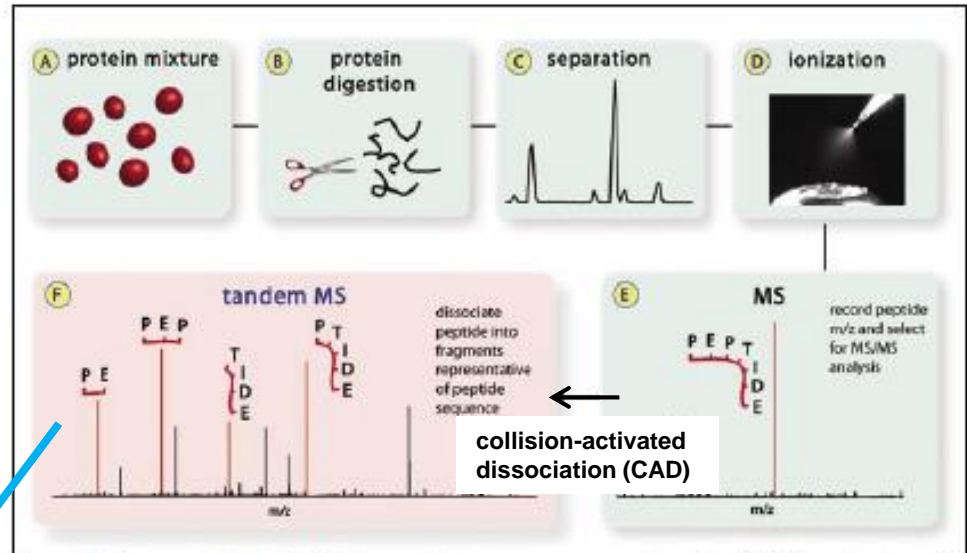 A protein mixture
B protein
digestion
C separation
D ionization
F tandem MS
dissociate
peptide into
fragments
representative
of peptide
sequence
P E
P E P
T
I
D
E
P
T
I
D
E
m/z
collision-activated
dissociation (CAD)
E MS
record peptide
m/z and select
for MS/MS
analysis
P E P T
I
D
E
m/z